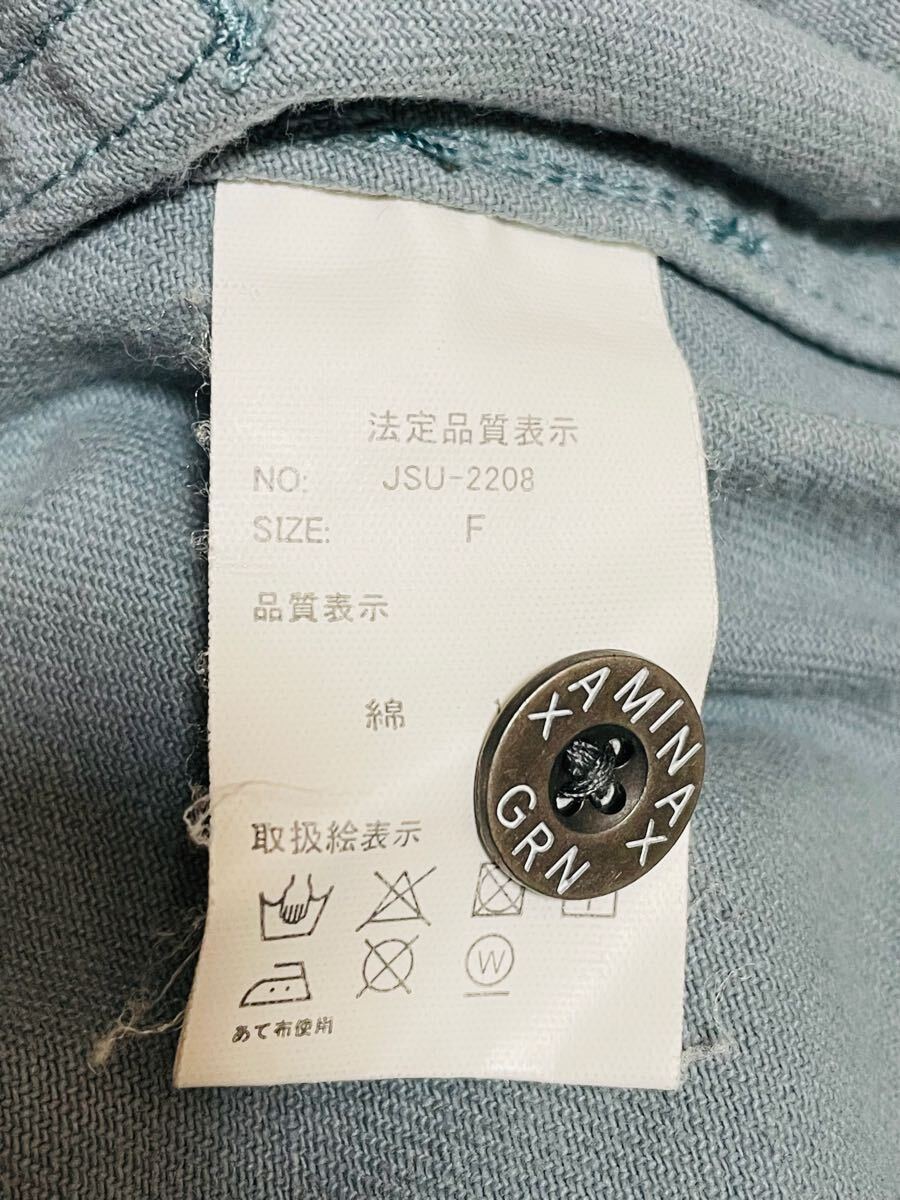 法定品質表示
NO: JSU-2208
SIZE: F
品質表示
綿
取扱絵表示
W
あて布使用
X AMINA X
GRN